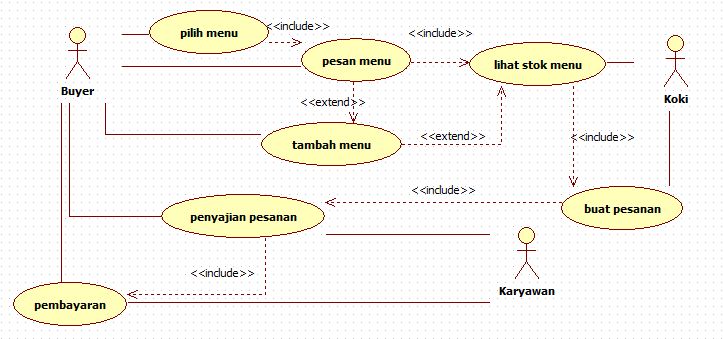 pilih menu
<<include>>
<<include>>
pesan menu
lihat stok menu
Buyer
Koki
<<extend>>
<<extend>>
<<include>>
tambah menu
<<include>>
penyajian pesanan
buat pesanan
<<include>>
Karyawan
pembayaran